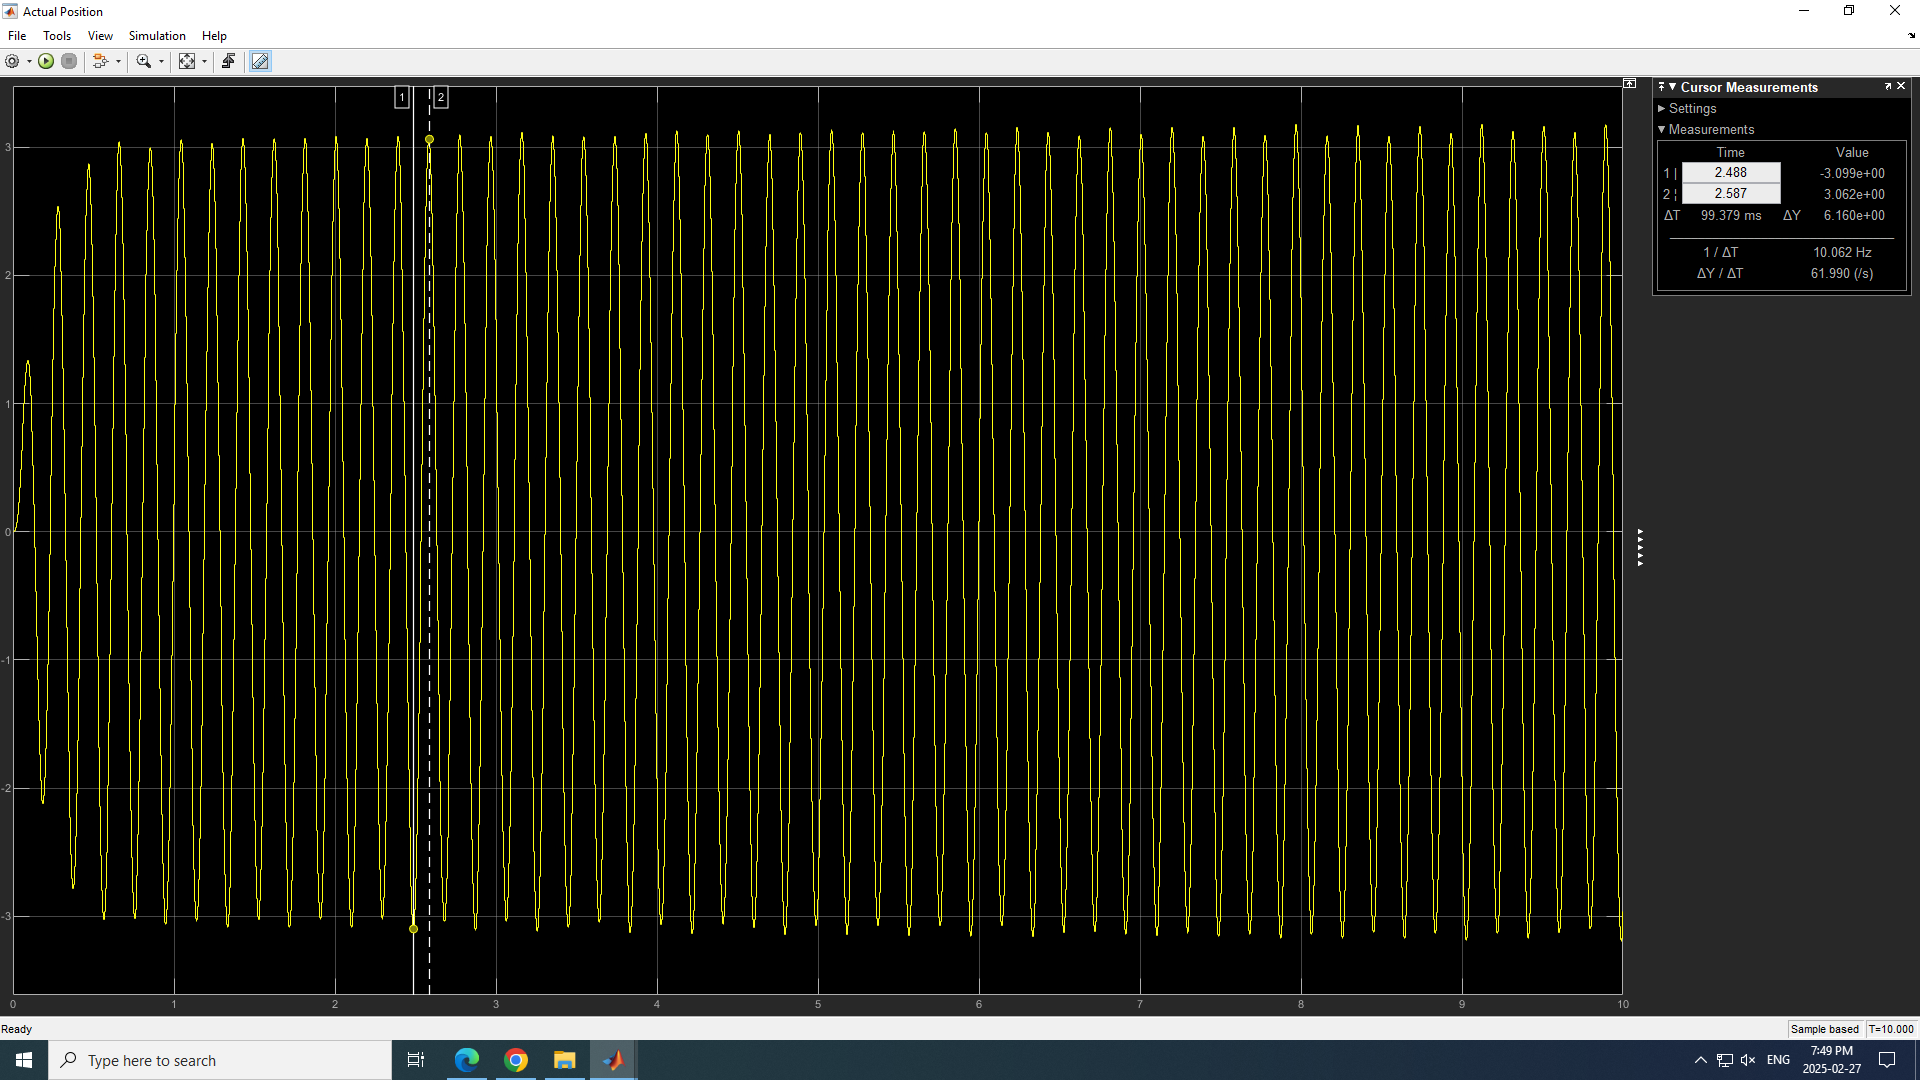 Actual Position
File Tools View Simulation Help
1 2
Cursor Measurements
Settings
Measurements
Time Value
1 | 2.488 -3.099e+00
2 ¦ 2.587 3.062e+00
ΔT 99.379 ms ΔY 6.160e+00
1 / ΔT 10.062 Hz
ΔY / ΔT 61.990 (/s)
3
2
1
0
-1
-2
-3
0 1 2 3 4 5 6 7 8 9 10
Ready Sample based T=10.000
Type here to search
ENG 7:49 PM
2025-02-27